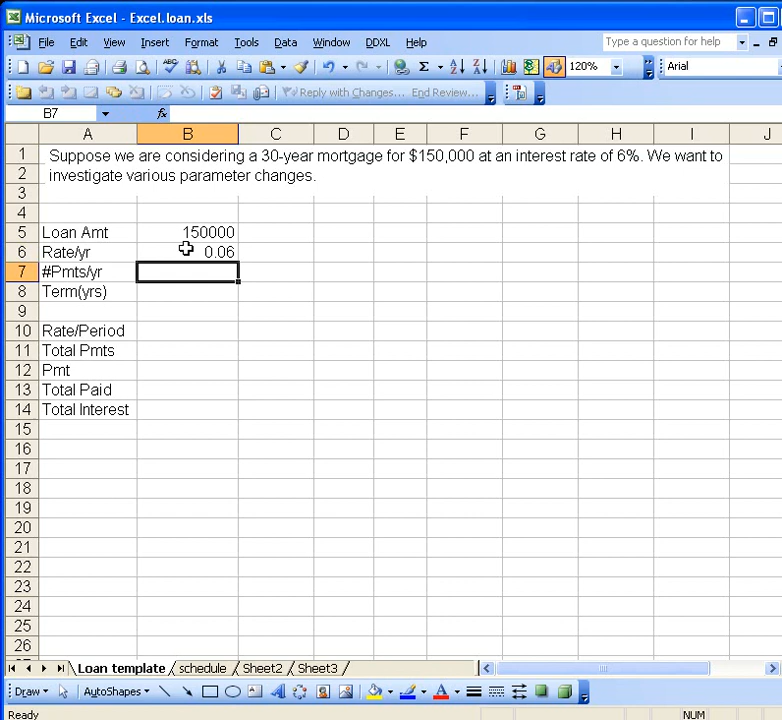 Microsoft Excel - Excel.loan.xls
File Edit View Insert Format Tools Data Window DDXL Help
Type a question for help
120% Arial
Reply with Changes... End Review...
B7 fx
A B C D E F G H I J
1 Suppose we are considering a 30-year mortgage for $150,000 at an interest rate of 6%. We want to
2 investigate various parameter changes.
3
4
5 Loan Amt 150000
6 Rate/yr 0.06
7 #Pmts/yr
8 Term(yrs)
9
10 Rate/Period
11 Total Pmts
12 Pmt
13 Total Paid
14 Total Interest
15
16
17
18
19
20
21
22
23
24
25
26
Loan template schedule Sheet2 Sheet3
Draw AutoShapes
Ready NUM